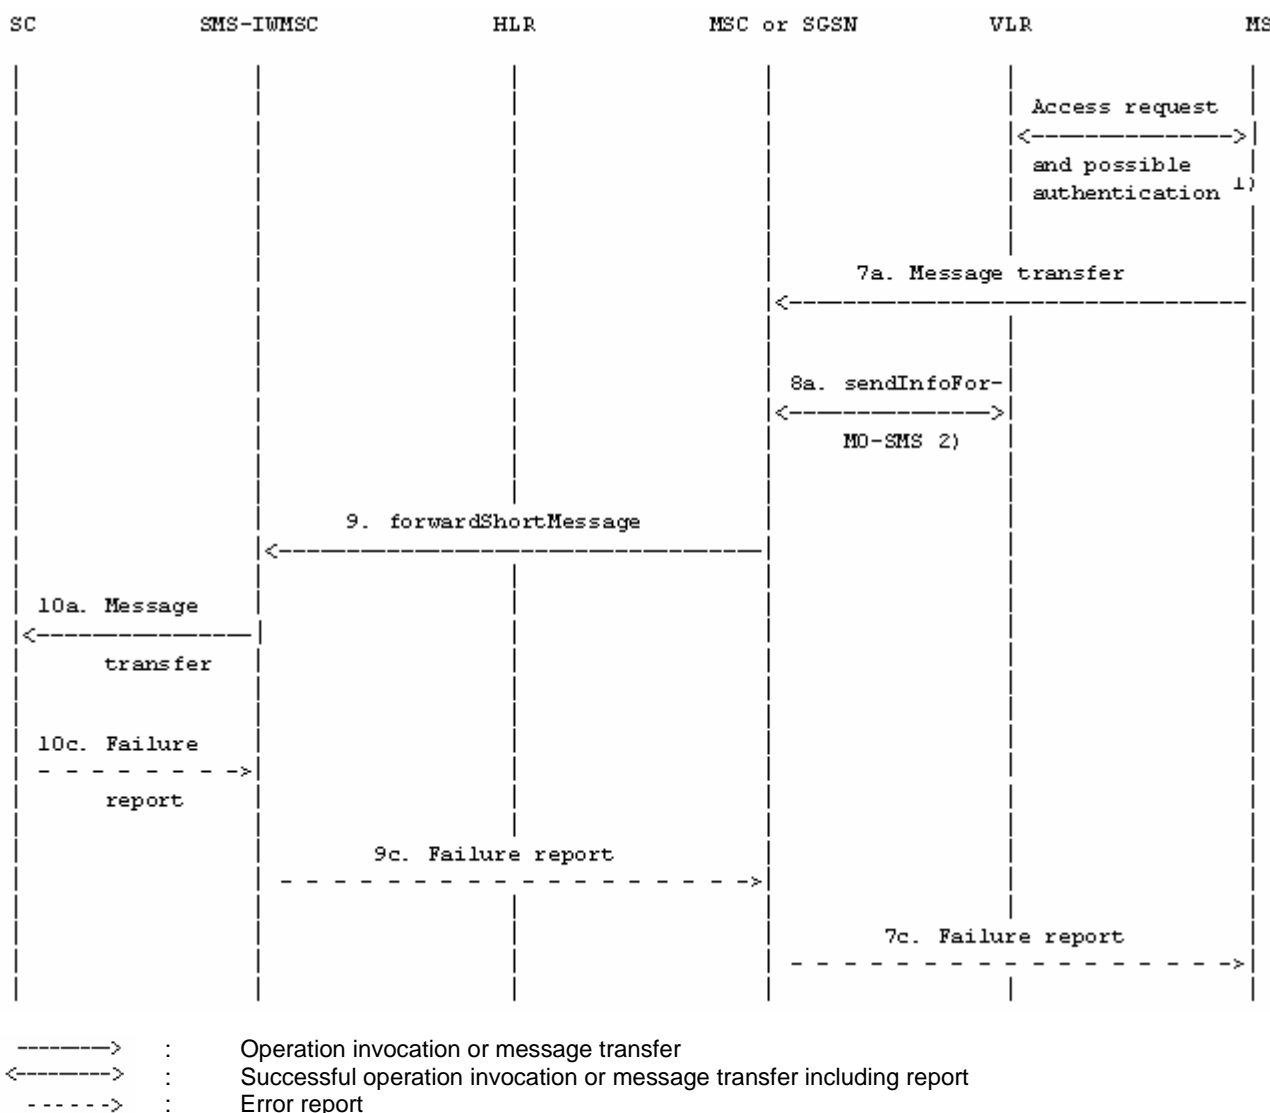 SC SMS-IWMSC HLR MSC or SGSN VLR MS
Access request
and possible
authentication 1)
7a. Message transfer
8a. sendInfoFor-
MO-SMS 2)
9. forwardShortMessage
10a. Message
transfer
10c. Failure
report
9c. Failure report
7c. Failure report
: Operation invocation or message transfer
: Successful operation invocation or message transfer including report
: Error report